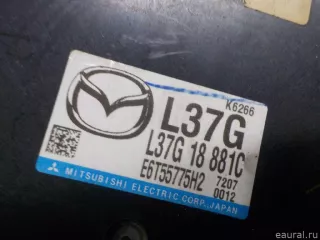 K6266
L37G
L37G 18 881C
E6T55775H2
7207
0012
MITSUBISHI ELECTRIC CORP. JAPAN
eaural.ru